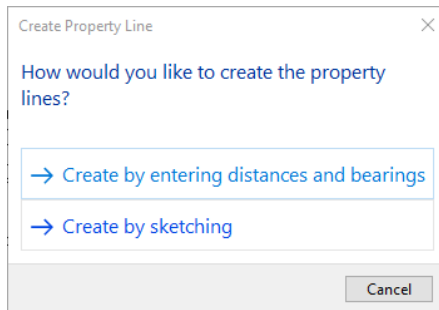 Create Property Line
How would you like to create the property
lines?
Create by entering distances and bearings
Create by sketching
Cancel